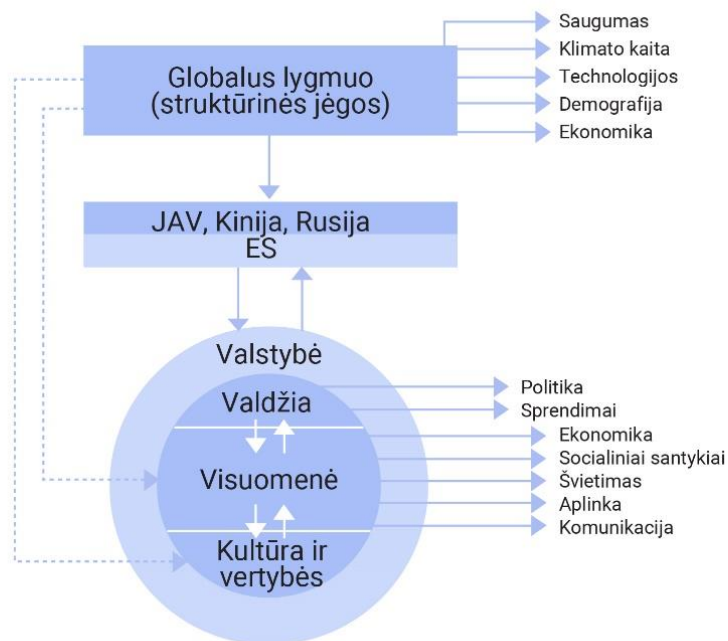 Globalus lygmuo
(struktūrinės jėgos)
Saugumas
Klimato kaita
Technologijos
Demografija
Ekonomika
JAV, Kinija, Rusija
ES
Valstybė
Valdžia
Visuomenė
Kultūra ir
vertybės
Politika
Sprendimai
Ekonomika
Socialiniai santykiai
Švietimas
Aplinka
Komunikacija